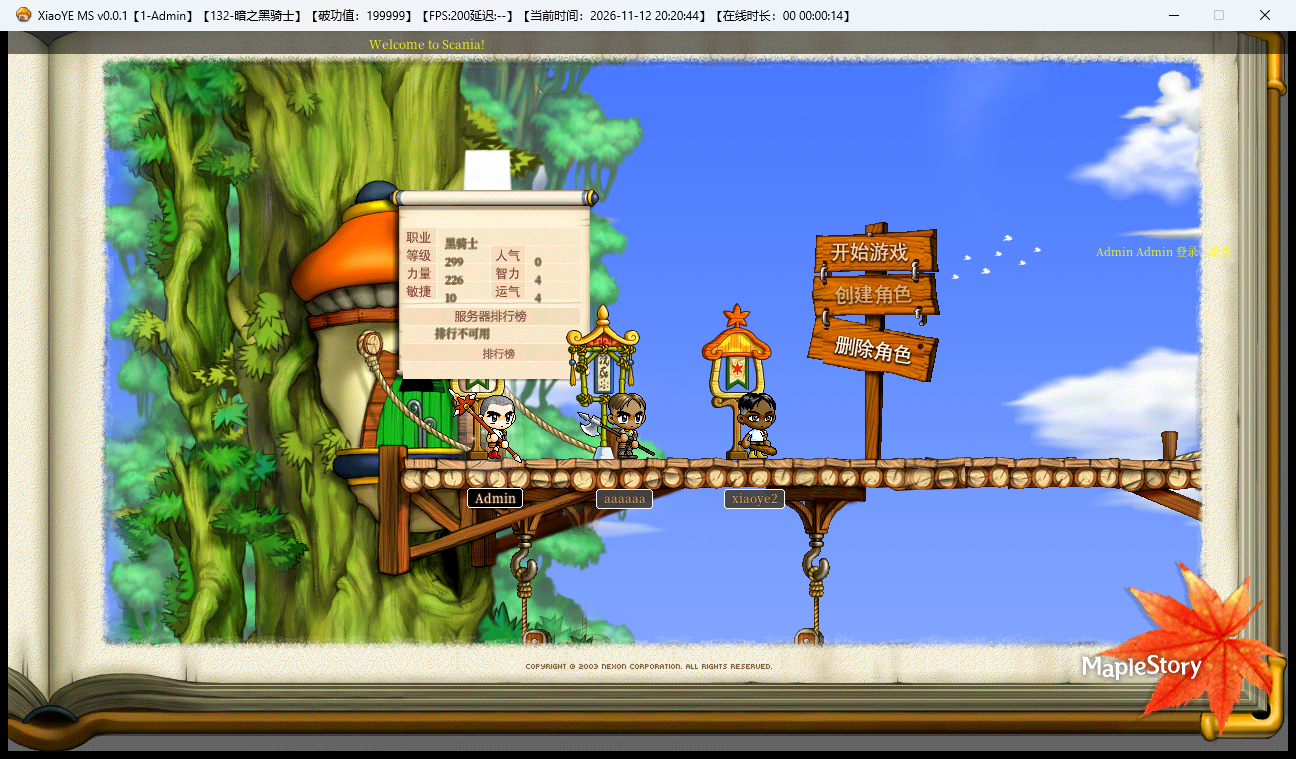 XiaoYE MS v0.0.1【1-Admin】【132-暗之黑骑士】【破功值：199999】【FPS:200延迟:--】【当前时间：2026-11-12 20:20:44】【在线时长：00 00:00:14】
Welcome to Scania!
职业 黑骑士
等级 299 人气 0
力量 226 智力 4
敏捷 10 运气 4
服务器排行榜
排行不可用
排行榜
开始游戏
创建角色
删除角色
Admin Admin 登录
Admin
aaaaaa
xiaoye2
COPYRIGHT © 2003 NEXON CORPORATION. ALL RIGHTS RESERVED.
MapleStory